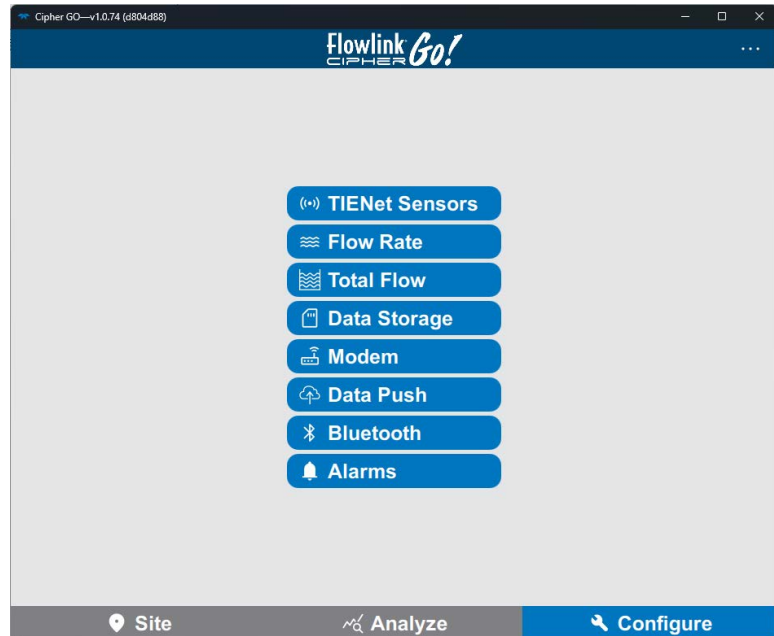 Cipher GO—v1.0.74 (d804d88)
Flowlink Go!
CIPHER
TIENet Sensors
Flow Rate
Total Flow
Data Storage
Modem
Data Push
Bluetooth
Alarms
Site
Analyze
Configure